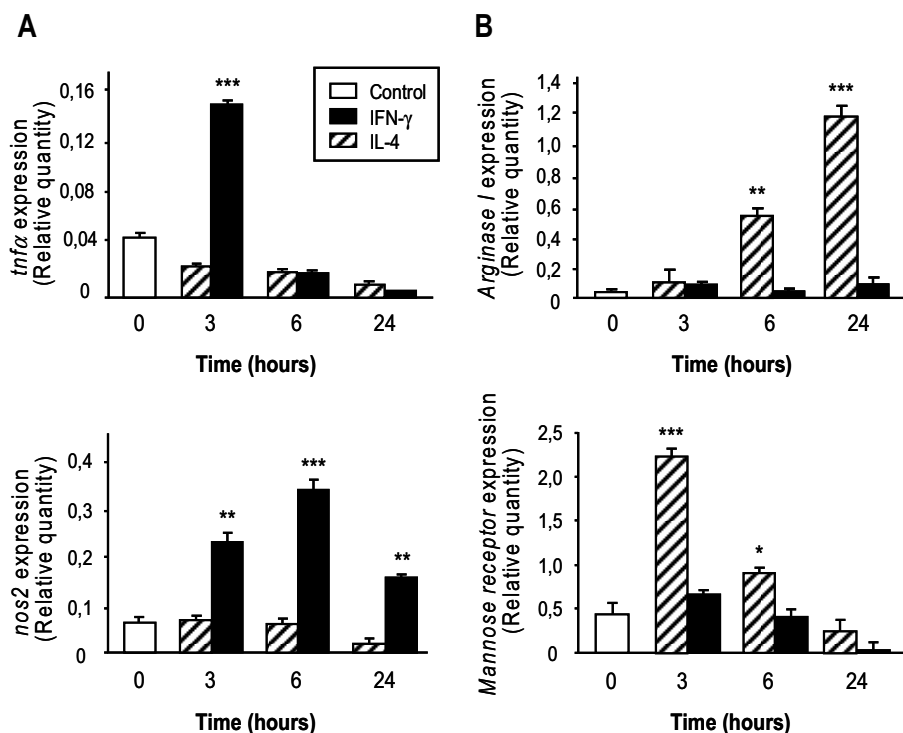 A
tnfα expression
(Relative quantity)
0,16
0,12
0,08
0,04
0
***
Control
IFN-γ
IL-4
0 3 6 24
Time (hours)
B
Arginase I expression
(Relative quantity)
1,4
1,2
1,0
0,8
0,6
0,4
0,2
0
**
***
0 3 6 24
Time (hours)
nos2 expression
(Relative quantity)
0,4
0,3
0,2
0,1
0
**
***
**
0 3 6 24
Time (hours)
Mannose receptor expression
(Relative quantity)
2,5
2,0
1,5
1,0
0,5
0
***
*
0 3 6 24
Time (hours)